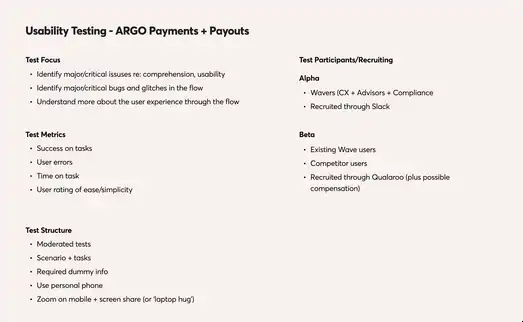 Usability Testing - ARGO Payments + Payouts
Test Focus
• Identify major/critical issuses re: comprehension, usability
• Identify major/critical bugs and glitches in the flow
• Understand more about the user experience through the flow
Test Metrics
• Success on tasks
• User errors
• Time on task
• User rating of ease/simplicity
Test Structure
• Moderated tests
• Scenario + tasks
• Required dummy info
• Use personal phone
• Zoom on mobile + screen share (or 'laptop hug')
Test Participants/Recruiting
Alpha
• Wavers (CX + Advisors + Compliance
• Recruited through Slack
Beta
• Existing Wave users
• Competitor users
• Recruited through Qualaroo (plus possible
compensation)